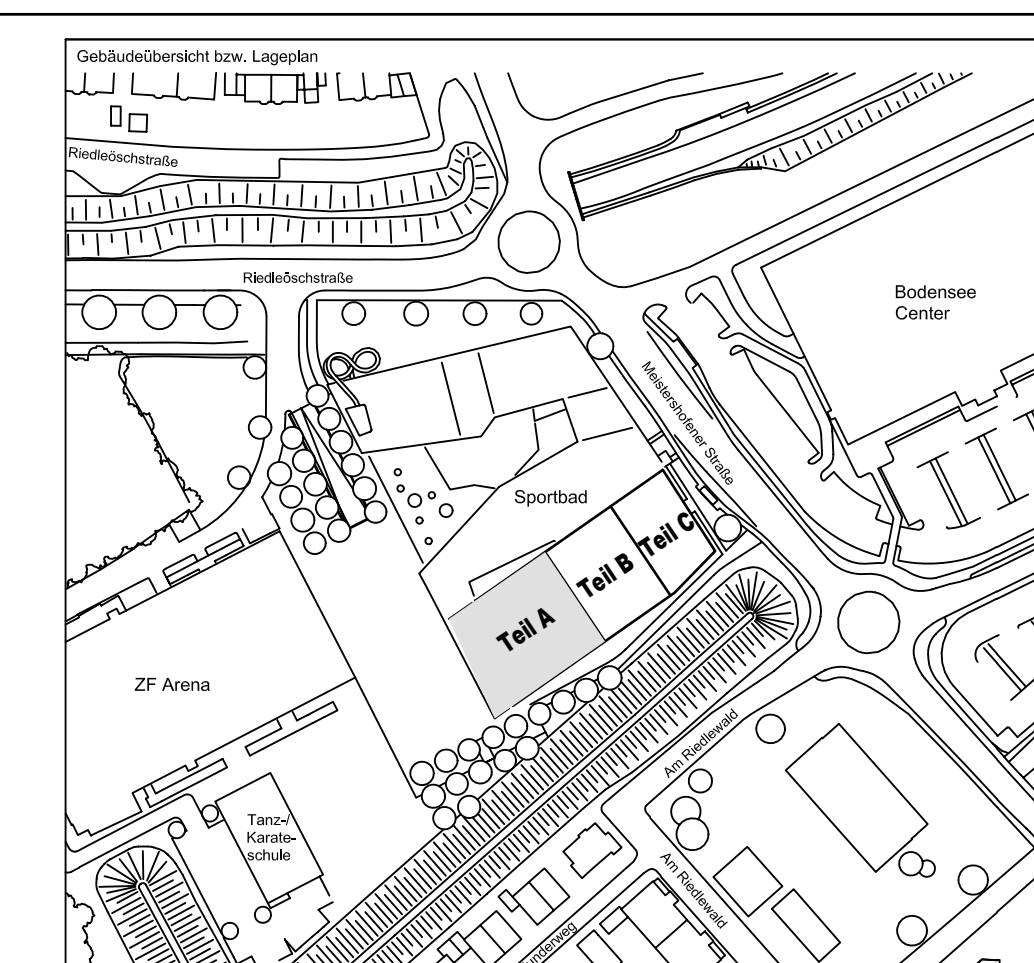 Gebäudeübersicht bzw. Lageplan
Riedleöschstraße
Riedleöschstraße
Bodensee
Center
Meistershofener Straße
Sportbad
Teil C
Teil B
Teil A
ZF Arena
Am Riedlewald
Tanz-/
Karate-
schule
Am Riedlewald